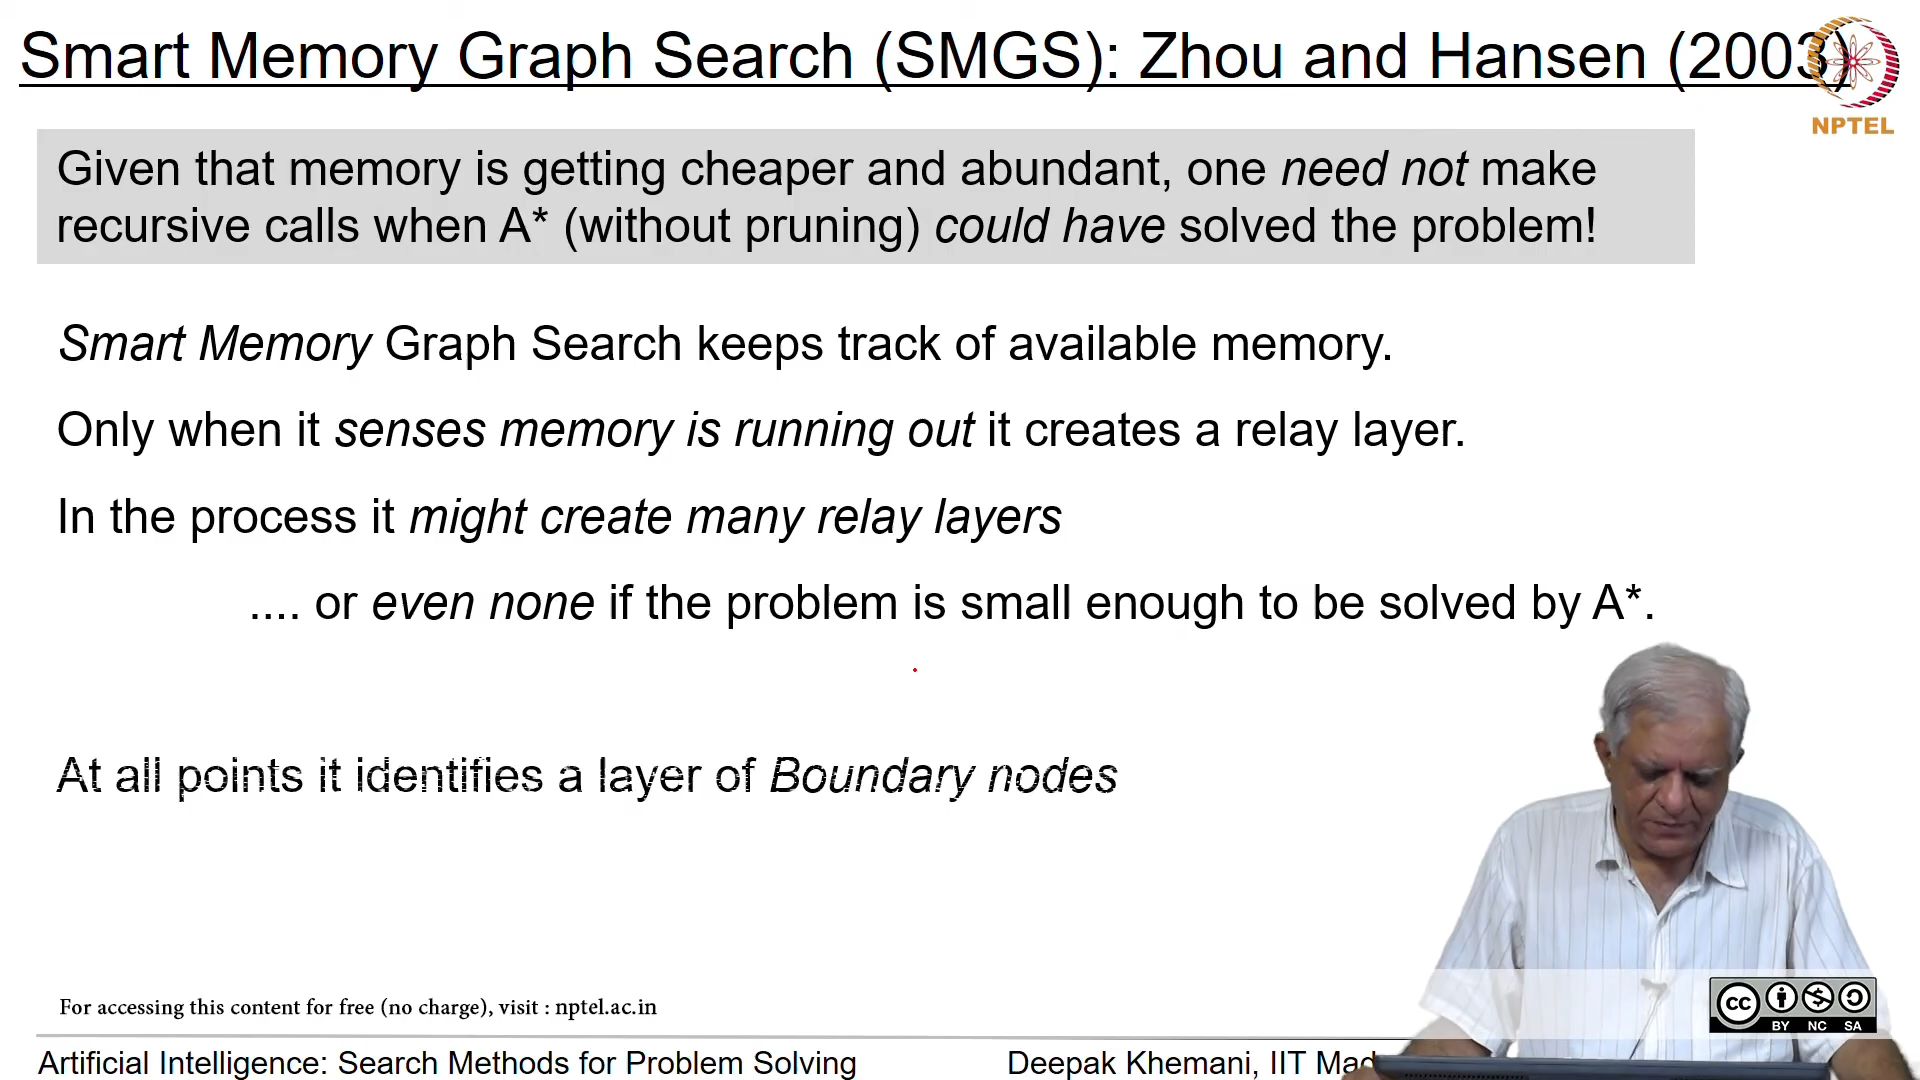 Smart Memory Graph Search (SMGS): Zhou and Hansen (2003)
NPTEL
Given that memory is getting cheaper and abundant, one need not make
recursive calls when A* (without pruning) could have solved the problem!
Smart Memory Graph Search keeps track of available memory.
Only when it senses memory is running out it creates a relay layer.
In the process it might create many relay layers
.... or even none if the problem is small enough to be solved by A*.
At all points it identifies a layer of Boundary nodes
For accessing this content for free (no charge), visit : nptel.ac.in
cc
BY NC SA
Artificial Intelligence: Search Methods for Problem Solving
Deepak Khemani, IIT Mad